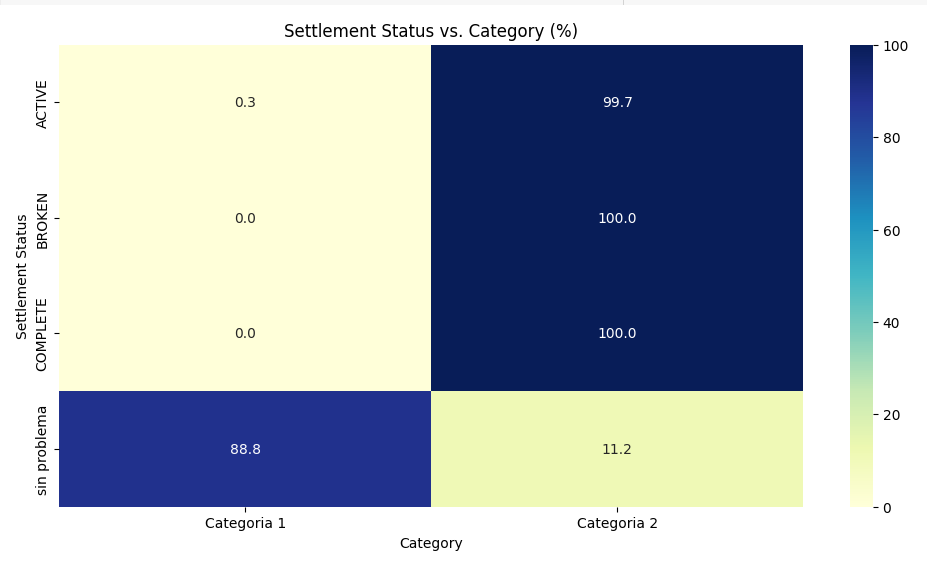 Settlement Status vs. Category (%)
ACTIVE
0.3
99.7
BROKEN
0.0
100.0
COMPLETE
0.0
100.0
sin problema
88.8
11.2
Settlement Status
Categoria 1
Categoria 2
Category
100
80
60
40
20
0